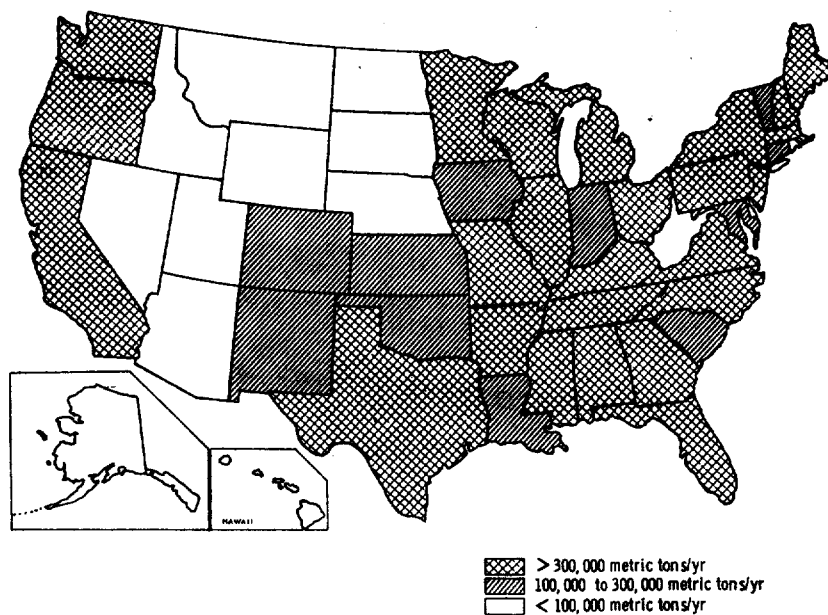 HAWAII
> 300,000 metric tons/yr
100,000 to 300,000 metric tons/yr
< 100,000 metric tons/yr